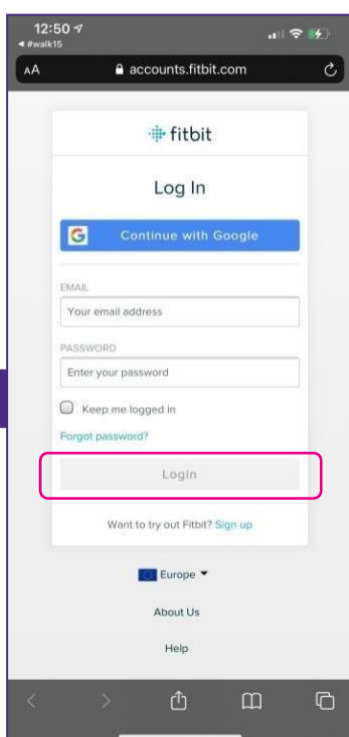 12:50
◀ #walk15
AA accounts.fitbit.com
fitbit
Log In
G Continue with Google
EMAIL
Your email address
PASSWORD
Enter your password
Keep me logged in
Forgot password?
Login
Want to try out Fitbit? Sign up
Europe
About Us
Help